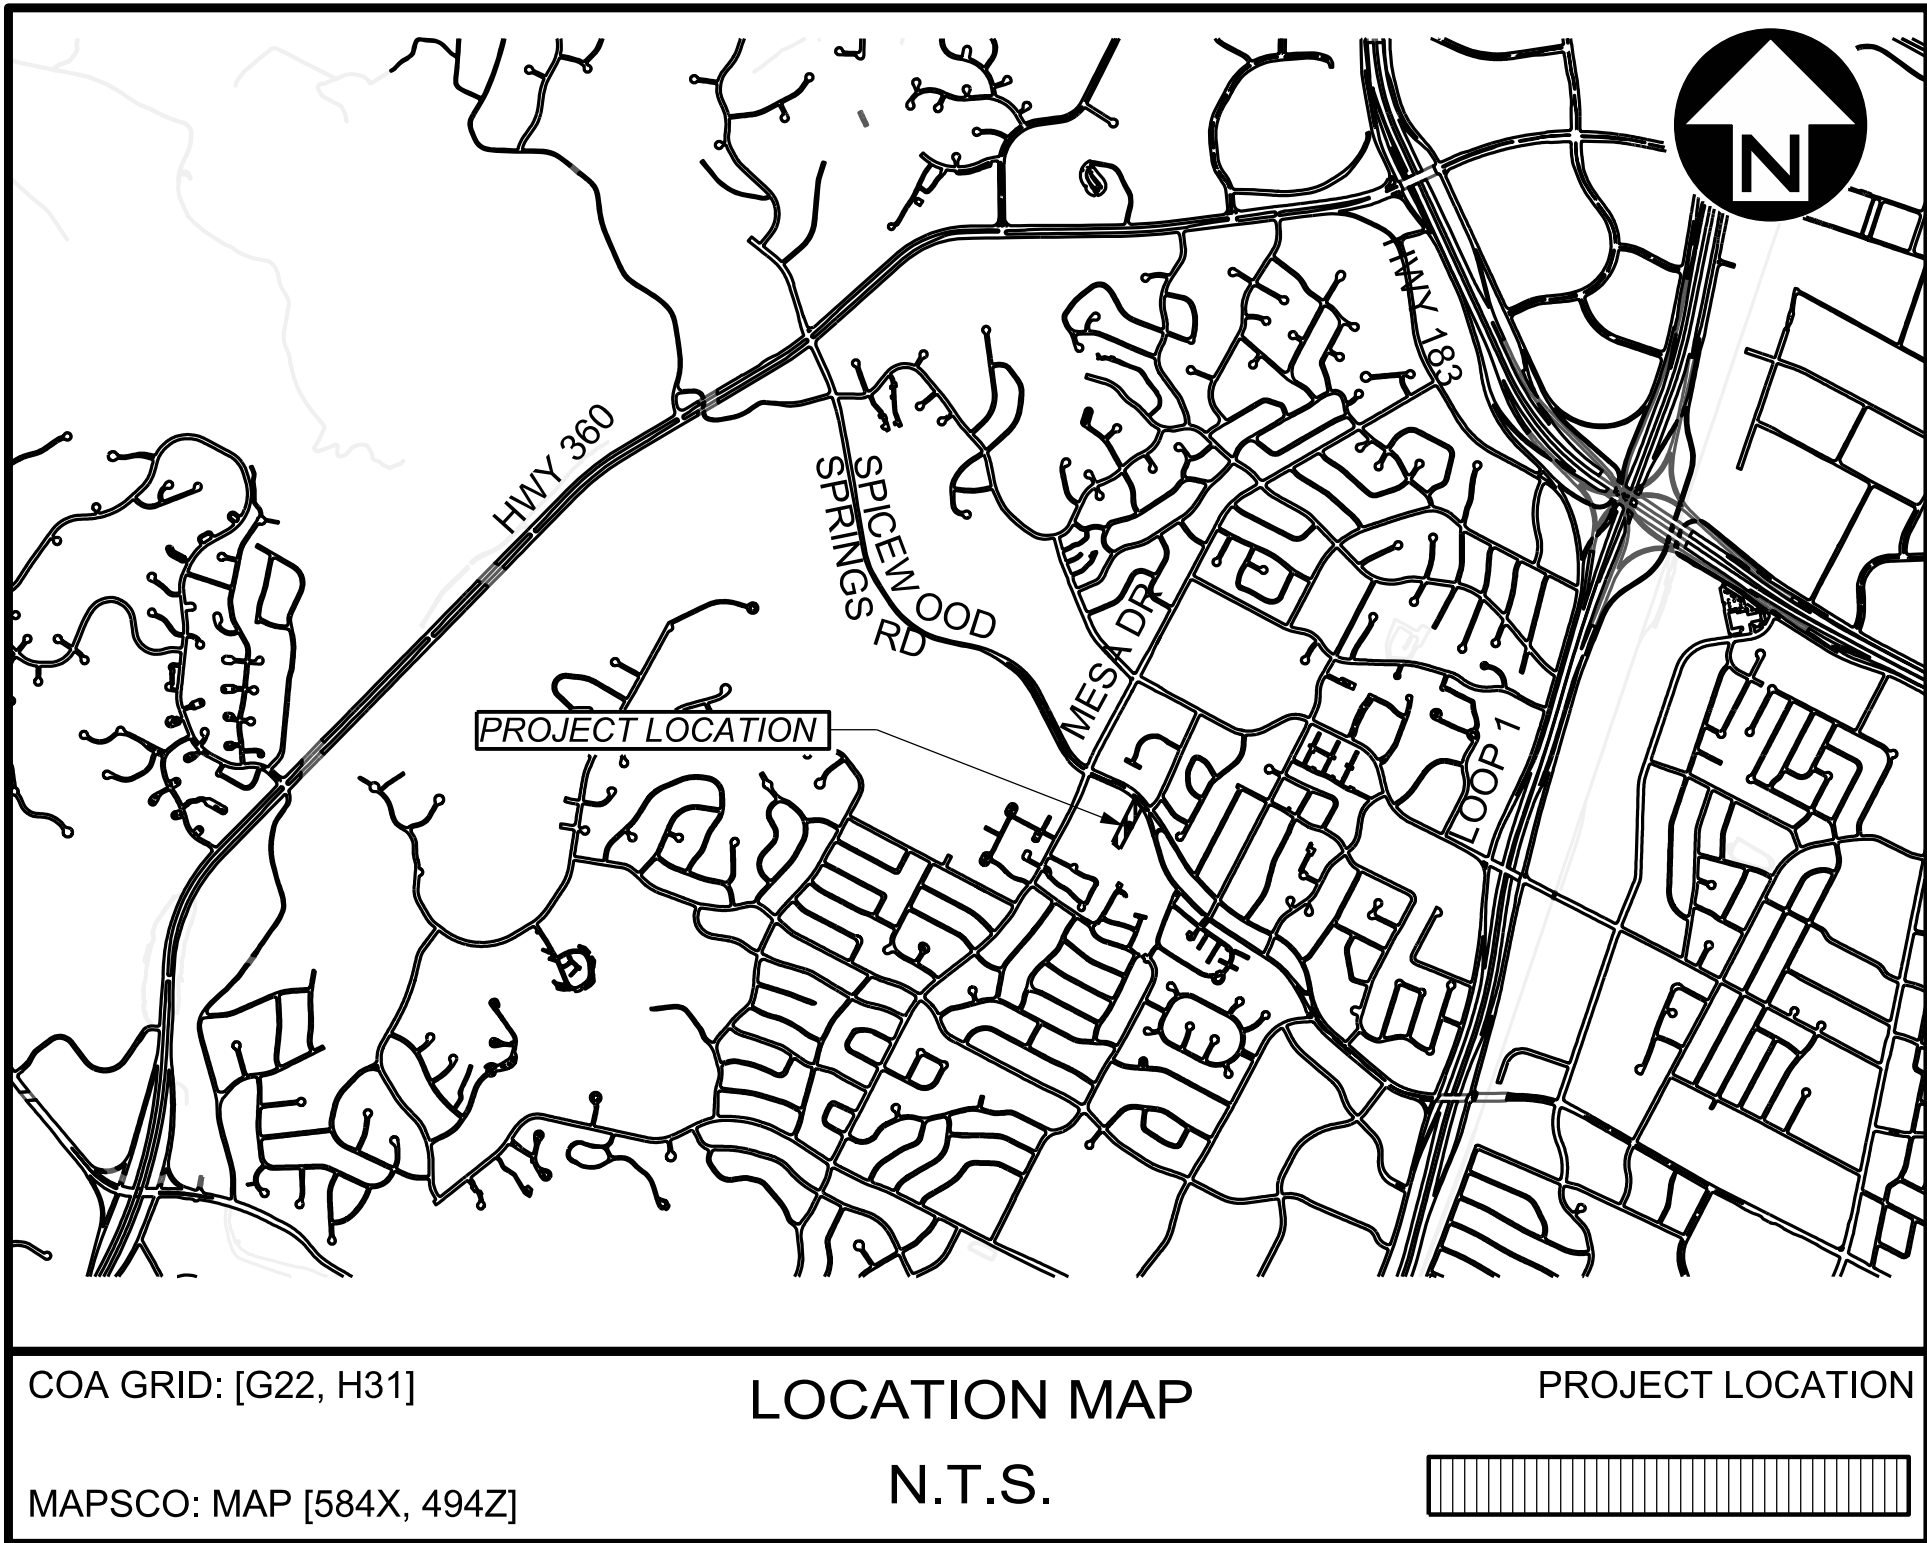 N
HWY 183
HWY 360
SPICEWOOD
SPRINGS RD
MESA DR
PROJECT LOCATION
LOOP 1
COA GRID: [G22, H31]
LOCATION MAP
PROJECT LOCATION
N.T.S.
MAPSCO: MAP [584X, 494Z]